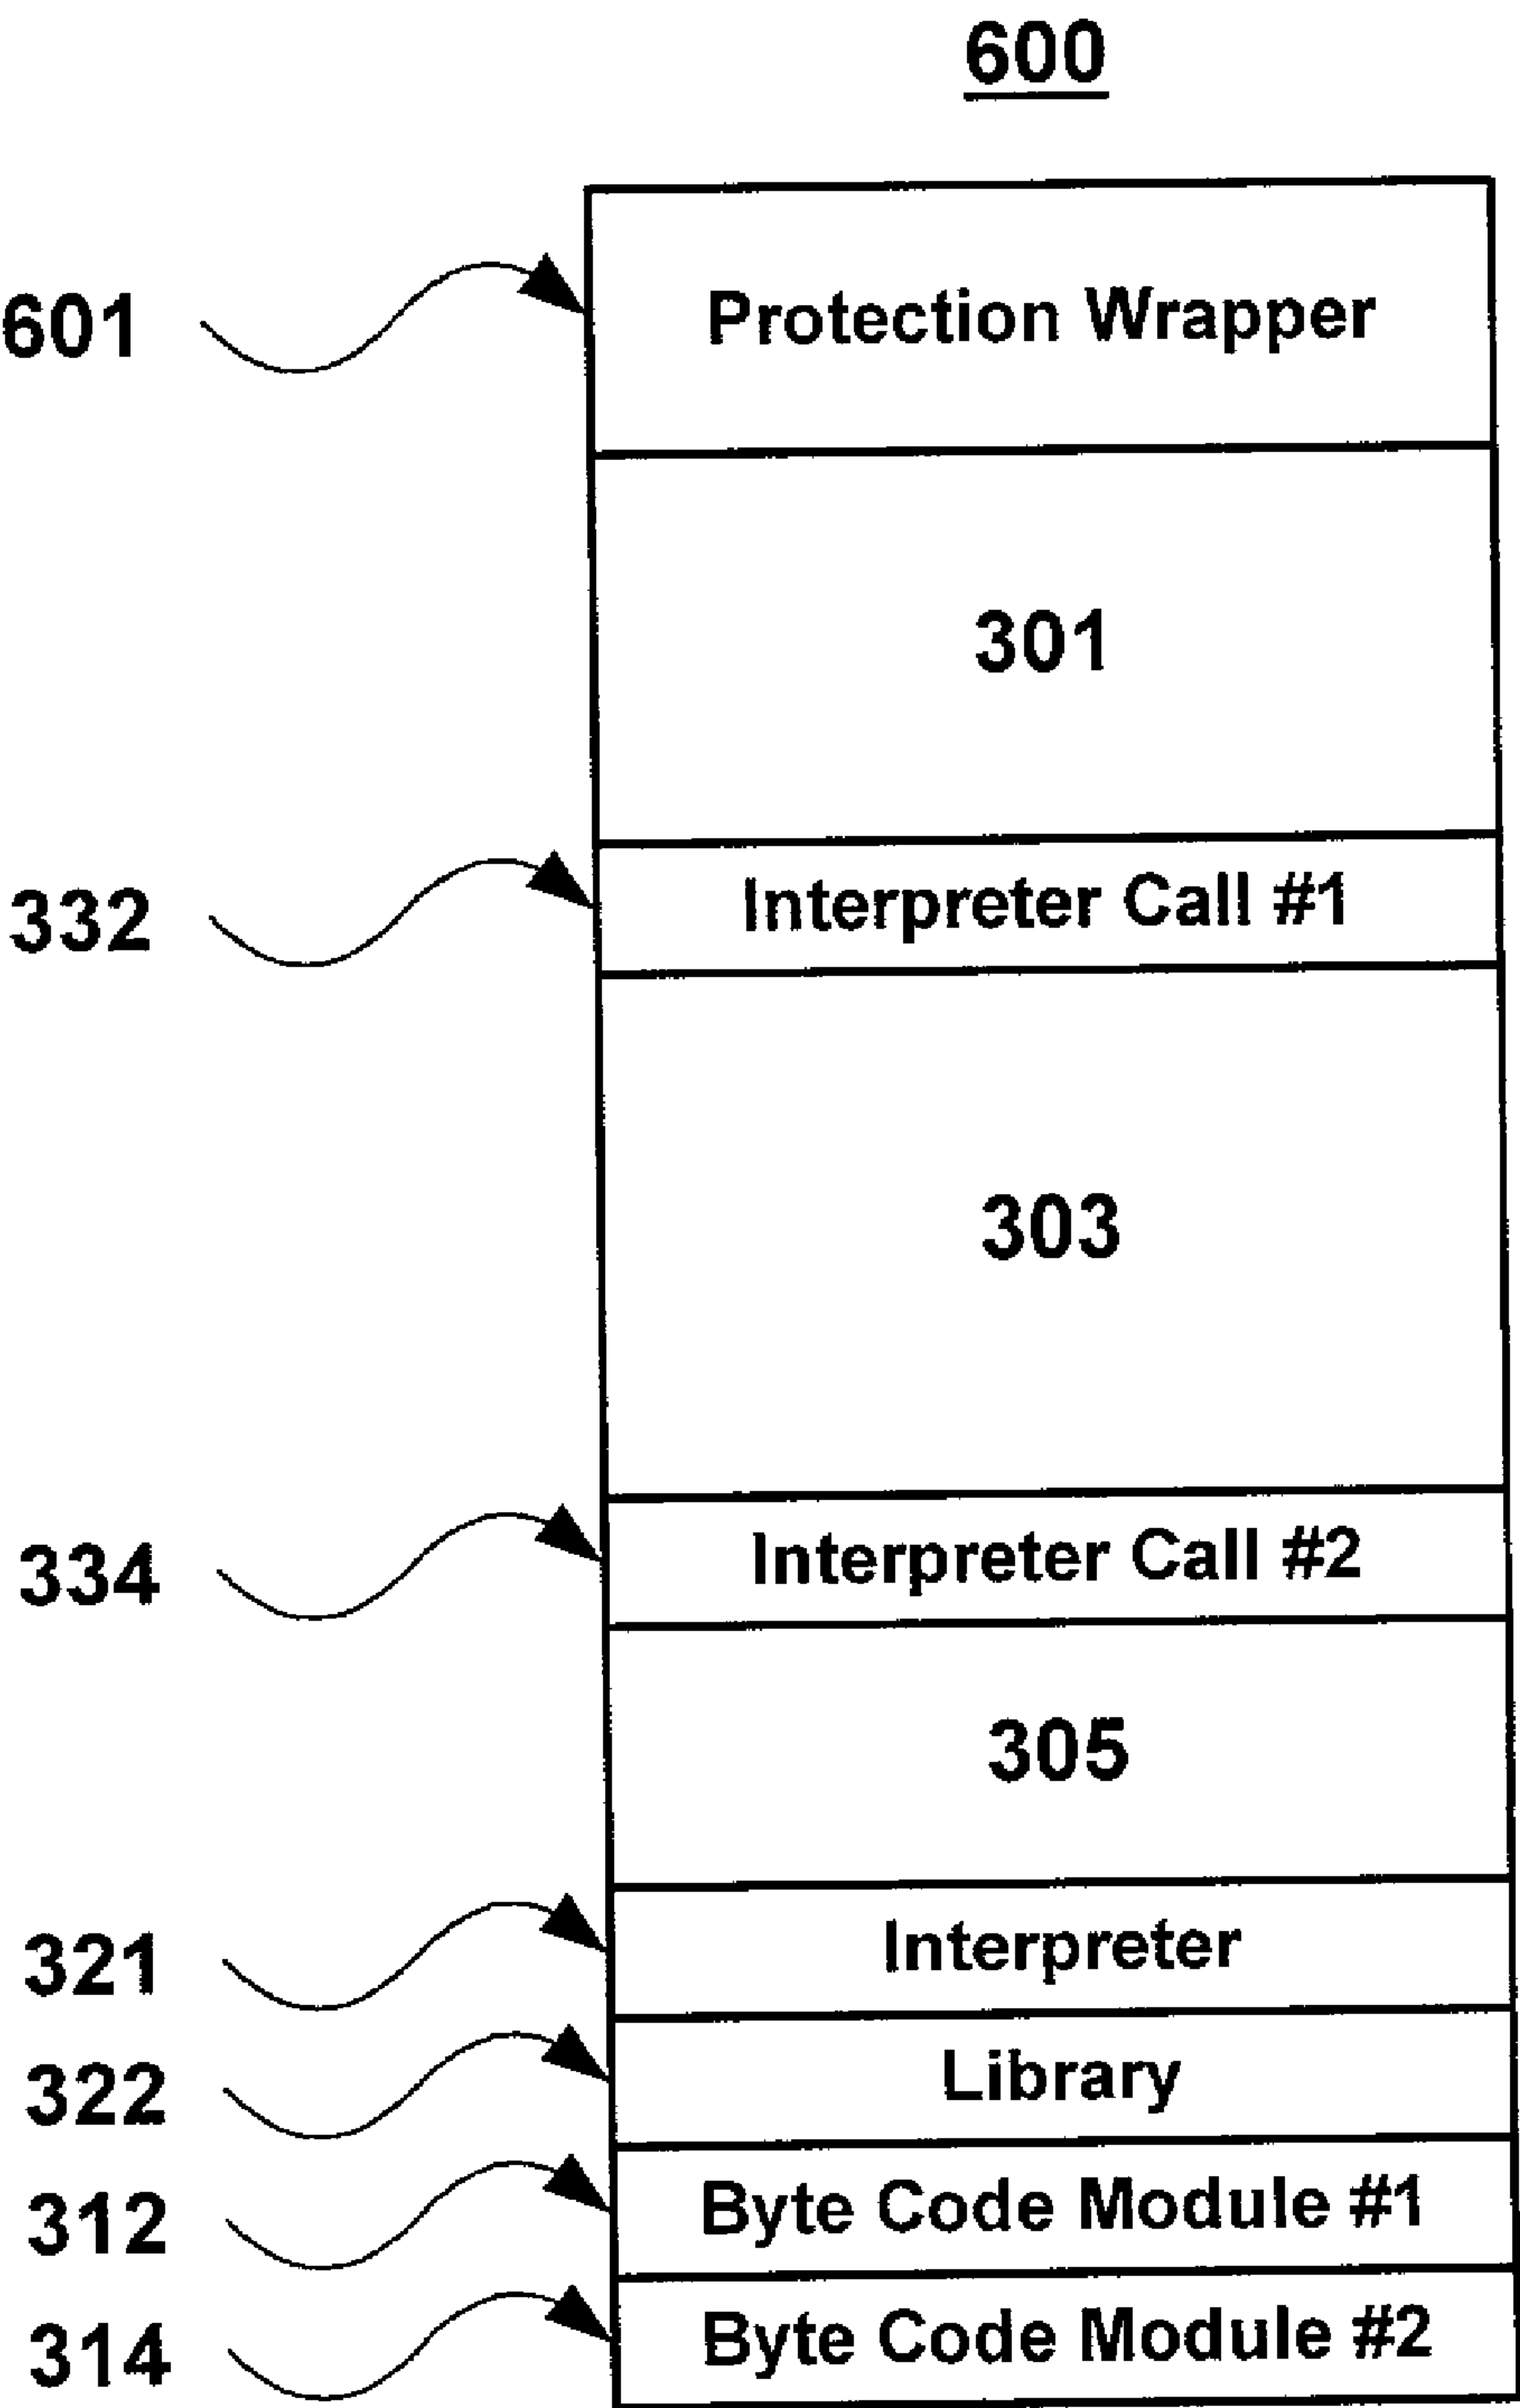 600
601 Protection Wrapper
301
332 Interpreter Call #1
303
334 Interpreter Call #2
305
321 Interpreter
322 Library
312 Byte Code Module #1
314 Byte Code Module #2